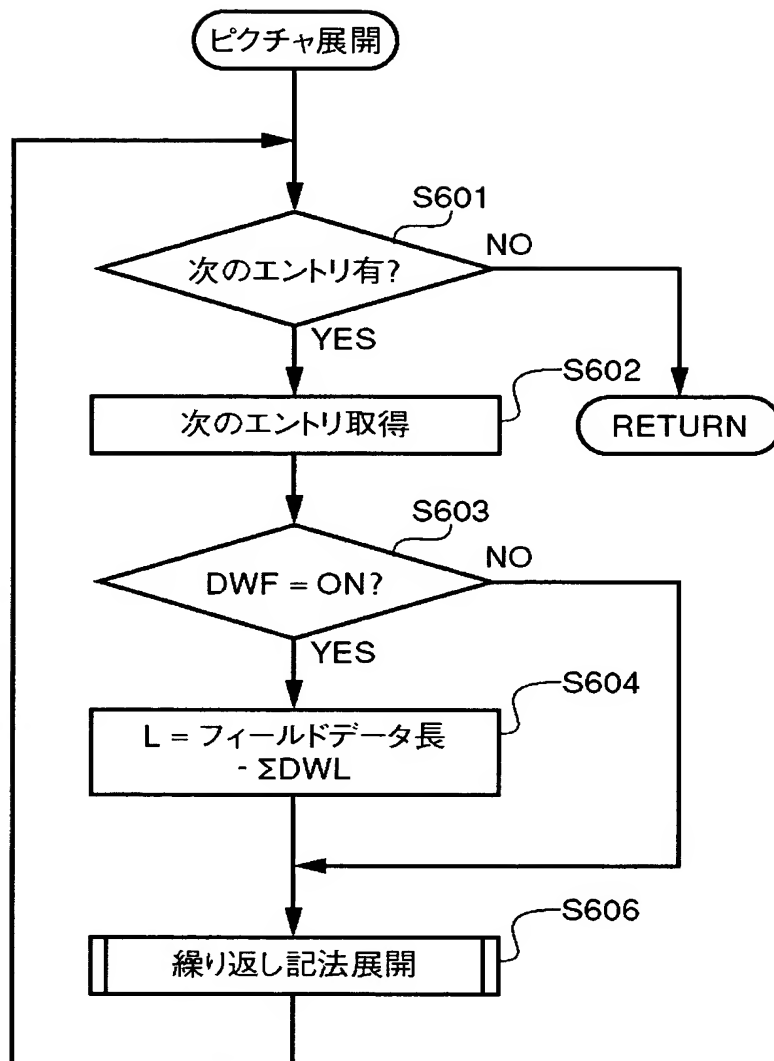 ピクチャ展開
S601
次のエントリ有?
NO
YES
S602
次のエントリ取得
RETURN
S603
DWF = ON?
NO
YES
S604
L = フィールドデータ長
- ΣDWL
S606
繰り返し記法展開